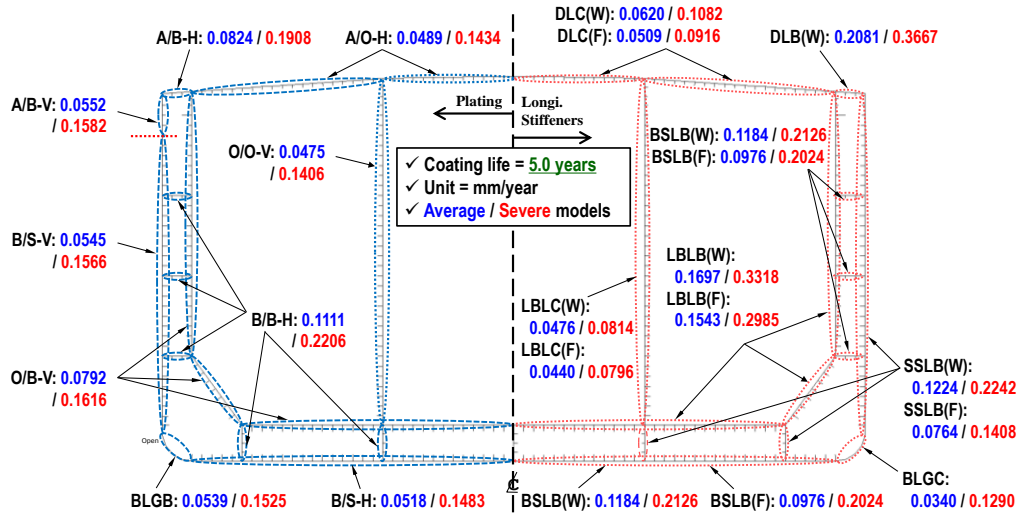 DLC(W): 0.0620 / 0.1082
DLC(F): 0.0509 / 0.0916
A/B-H: 0.0824 / 0.1908
A/O-H: 0.0489 / 0.1434
DLB(W): 0.2081 / 0.3667
A/B-V: 0.0552
/ 0.1582
Plating
Longi.
Stiffeners
BSLB(W): 0.1184 / 0.2126
BSLB(F): 0.0976 / 0.2024
O/O-V: 0.0475
/ 0.1406
✓ Coating life = 5.0 years
✓ Unit = mm/year
✓ Average / Severe models
B/S-V: 0.0545
/ 0.1566
LBLB(W):
0.1697 / 0.3318
LBLB(F):
0.1543 / 0.2985
LBLC(W):
0.0476 / 0.0814
LBLC(F):
0.0440 / 0.0796
B/B-H: 0.1111
/ 0.2206
O/B-V: 0.0792
/ 0.1616
SSLB(W):
0.1224 / 0.2242
SSLB(F):
0.0764 / 0.1408
Open
BLGB: 0.0539 / 0.1525
B/S-H: 0.0518 / 0.1483
℄
BSLB(W): 0.1184 / 0.2126
BSLB(F): 0.0976 / 0.2024
BLGC:
0.0340 / 0.1290